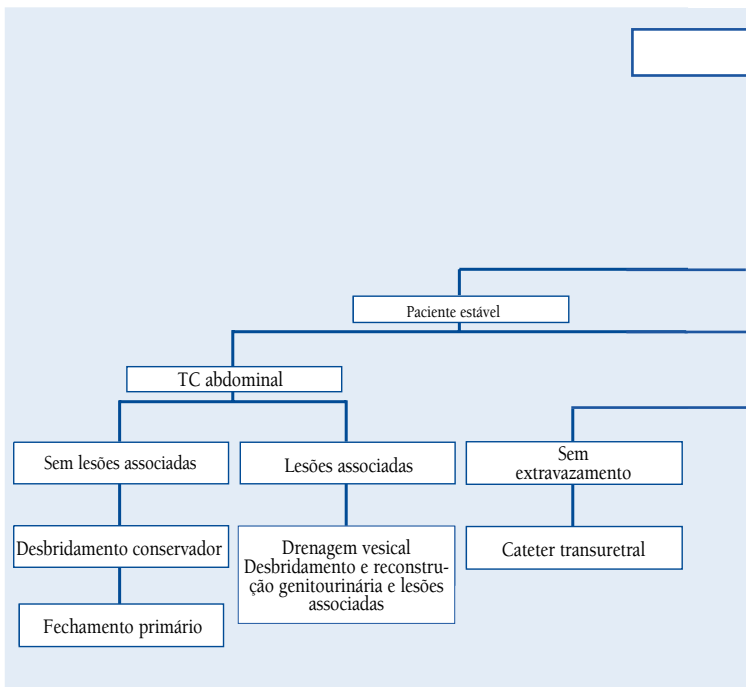 Paciente estável
TC abdominal
Sem lesões associadas
Lesões associadas
Sem
extravazamento
Desbridamento conservador
Drenagem vesical
Desbridamento e reconstru-
ção genitourinária e lesões
associadas
Cateter transuretral
Fechamento primário